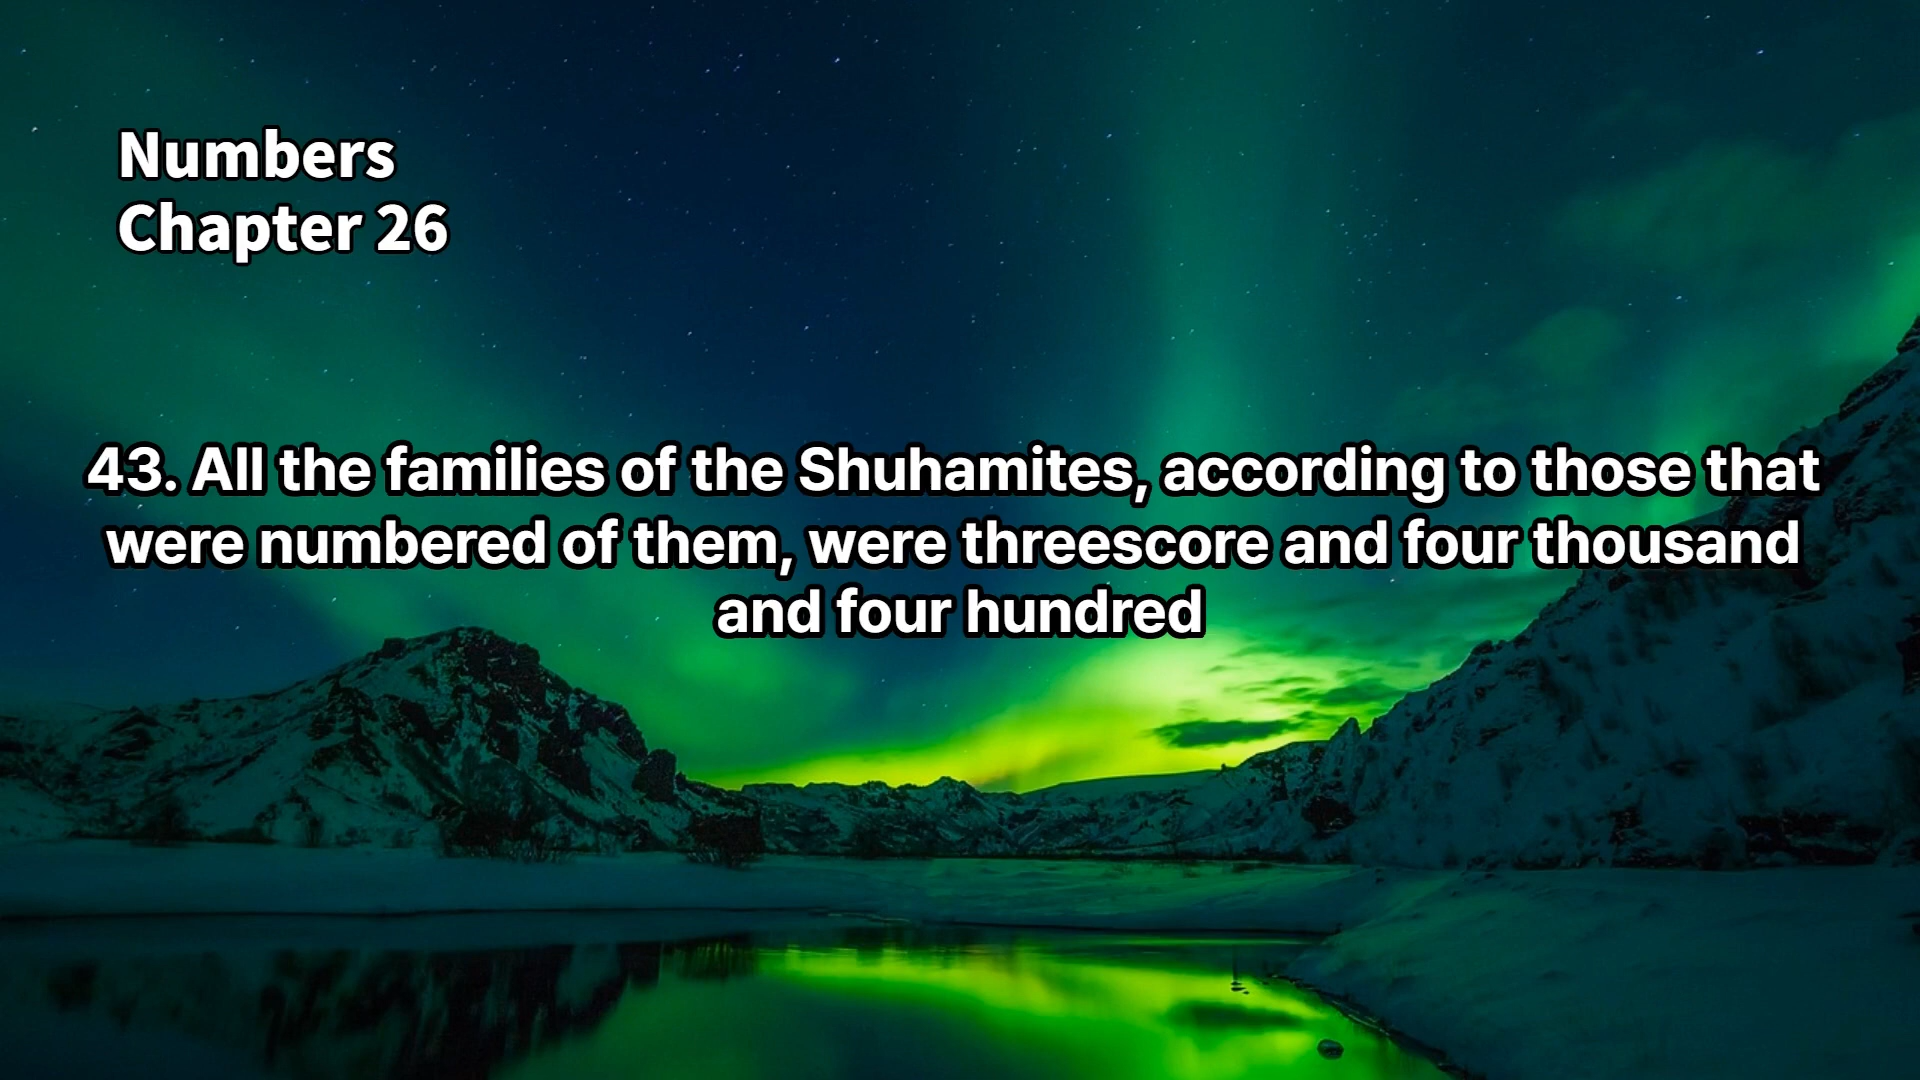 Numbers
Chapter 26
43. All the families of the Shuhamites, according to those that
were numbered of them, were threescore and four thousand
and four hundred